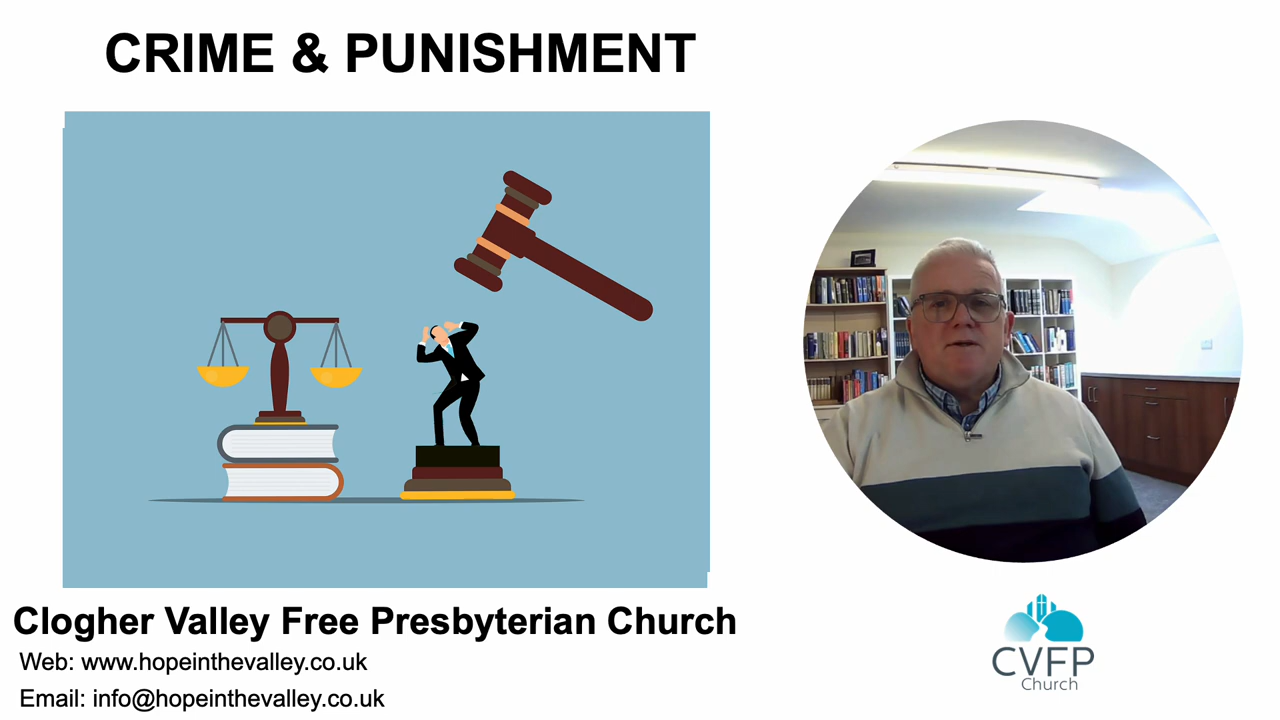 CRIME & PUNISHMENT
Clogher Valley Free Presbyterian Church
Web: www.hopeinthevalley.co.uk
Email: info@hopeinthevalley.co.uk
CVFP
Church